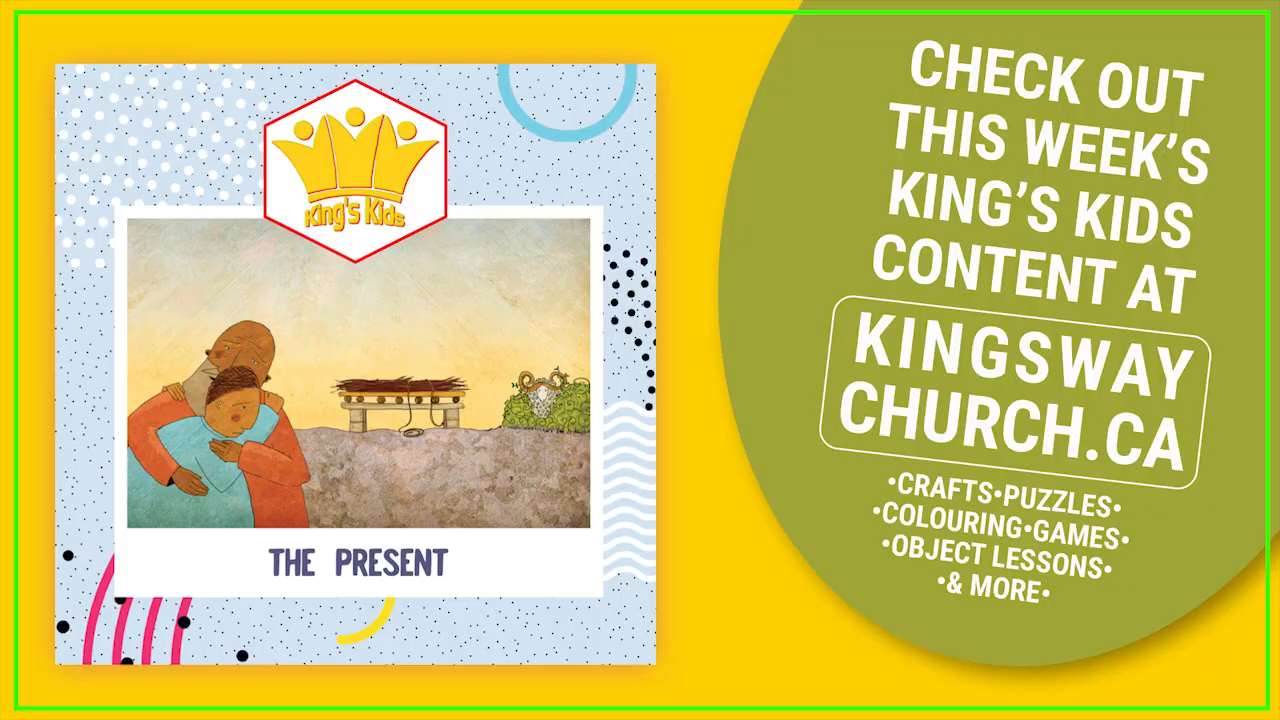 King's Kids
THE PRESENT
CHECK OUT
THIS WEEK'S
KING'S KIDS
CONTENT AT
KINGSWAY
CHURCH.CA
•CRAFTS•PUZZLES•
•COLOURING•GAMES•
•OBJECT LESSONS•
•& MORE•